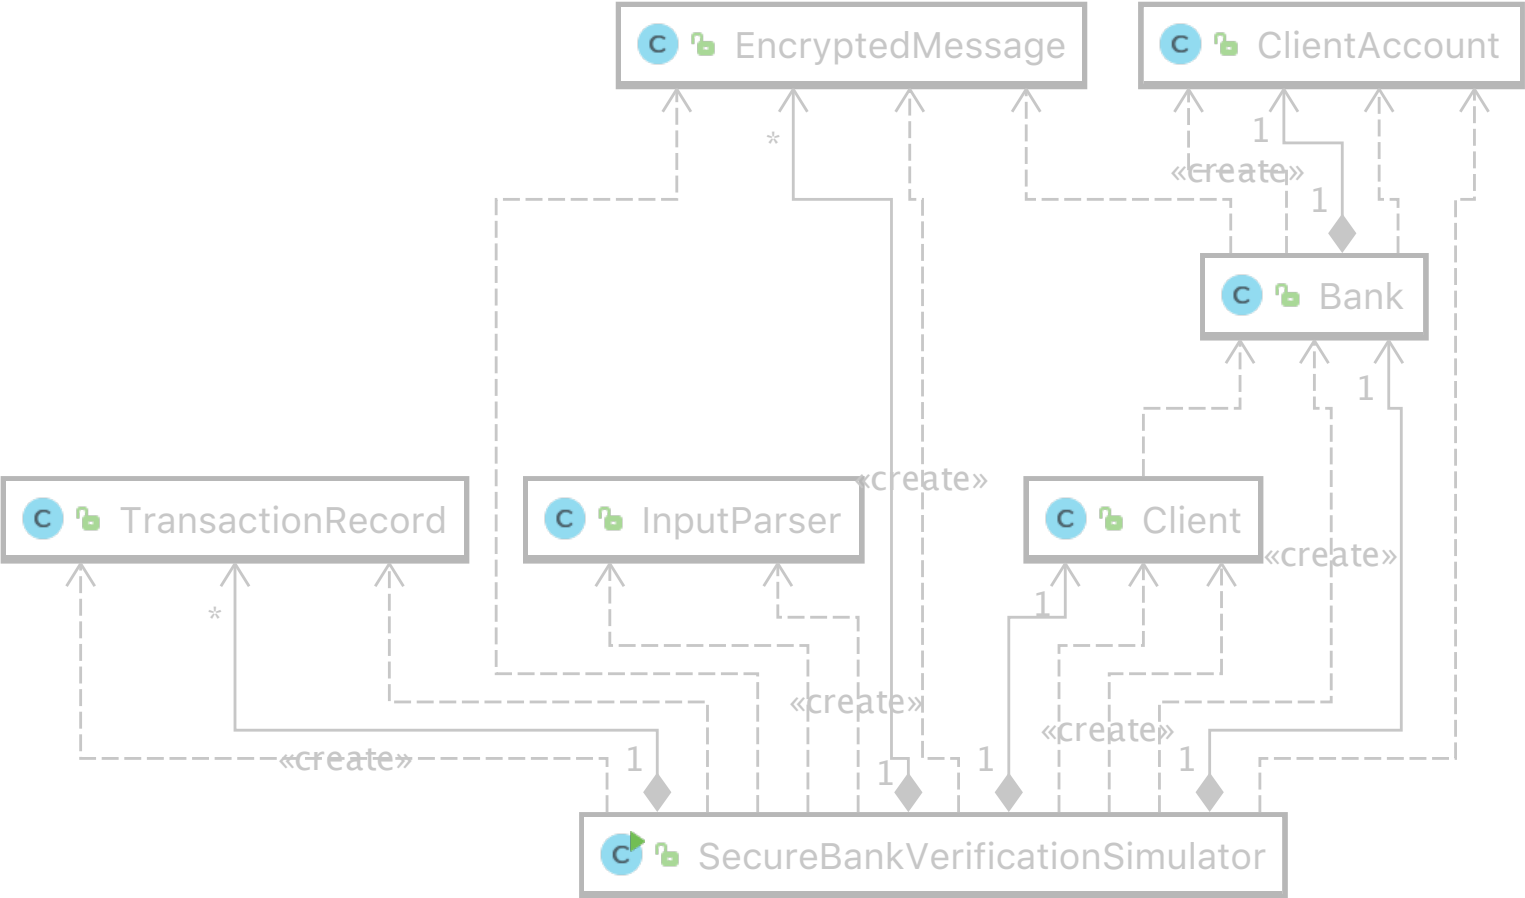 C EncryptedMessage
C ClientAccount
*
1
«create»
1
C Bank
1
«create»
C TransactionRecord
C InputParser
C Client
«create»
*
1
«create»
«create»
«create»
1
1
1
1
C SecureBankVerificationSimulator